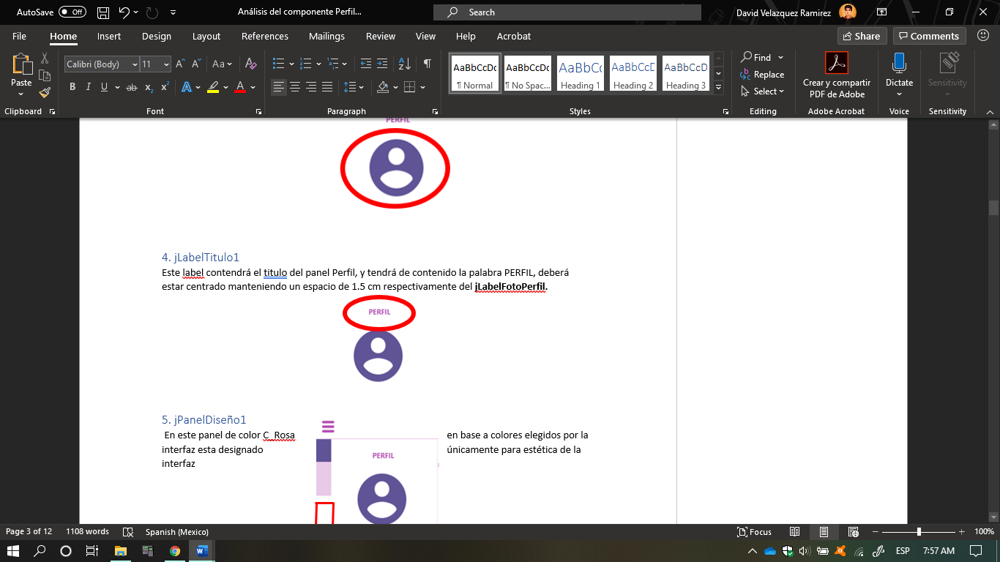 AutoSave Off Análisis del componente Perfil... Search David Velazquez Ramirez
File Home Insert Design Layout References Mailings Review View Help Acrobat Share Comments
Calibri (Body) 11 Aa
Paste
B I U ab x₂ x² A A
AaBbCcDc AaBbCcDc AaBbCc AaBbCcD AaBbCcD
¶ Normal ¶ No Spac... Heading 1 Heading 2 Heading 3
Find
Replace
Select
Crear y compartir
PDF de Adobe
Dictate
Sensitivity
Clipboard Font Paragraph Styles Editing Adobe Acrobat Voice Sensitivity
PERFIL
4. jLabelTitulo1
Este label contendrá el titulo del panel Perfil, y tendrá de contenido la palabra PERFIL, deberá
estar centrado manteniendo un espacio de 1.5 cm respectivamente del jLabelFotoPerfil.
PERFIL
5. jPanelDiseño1
En este panel de color C_Rosa en base a colores elegidos por la
interfaz esta designado únicamente para estética de la
interfaz
PERFIL
Page 3 of 12 1108 words Spanish (Mexico) Focus 100%
ESP 7:57 AM